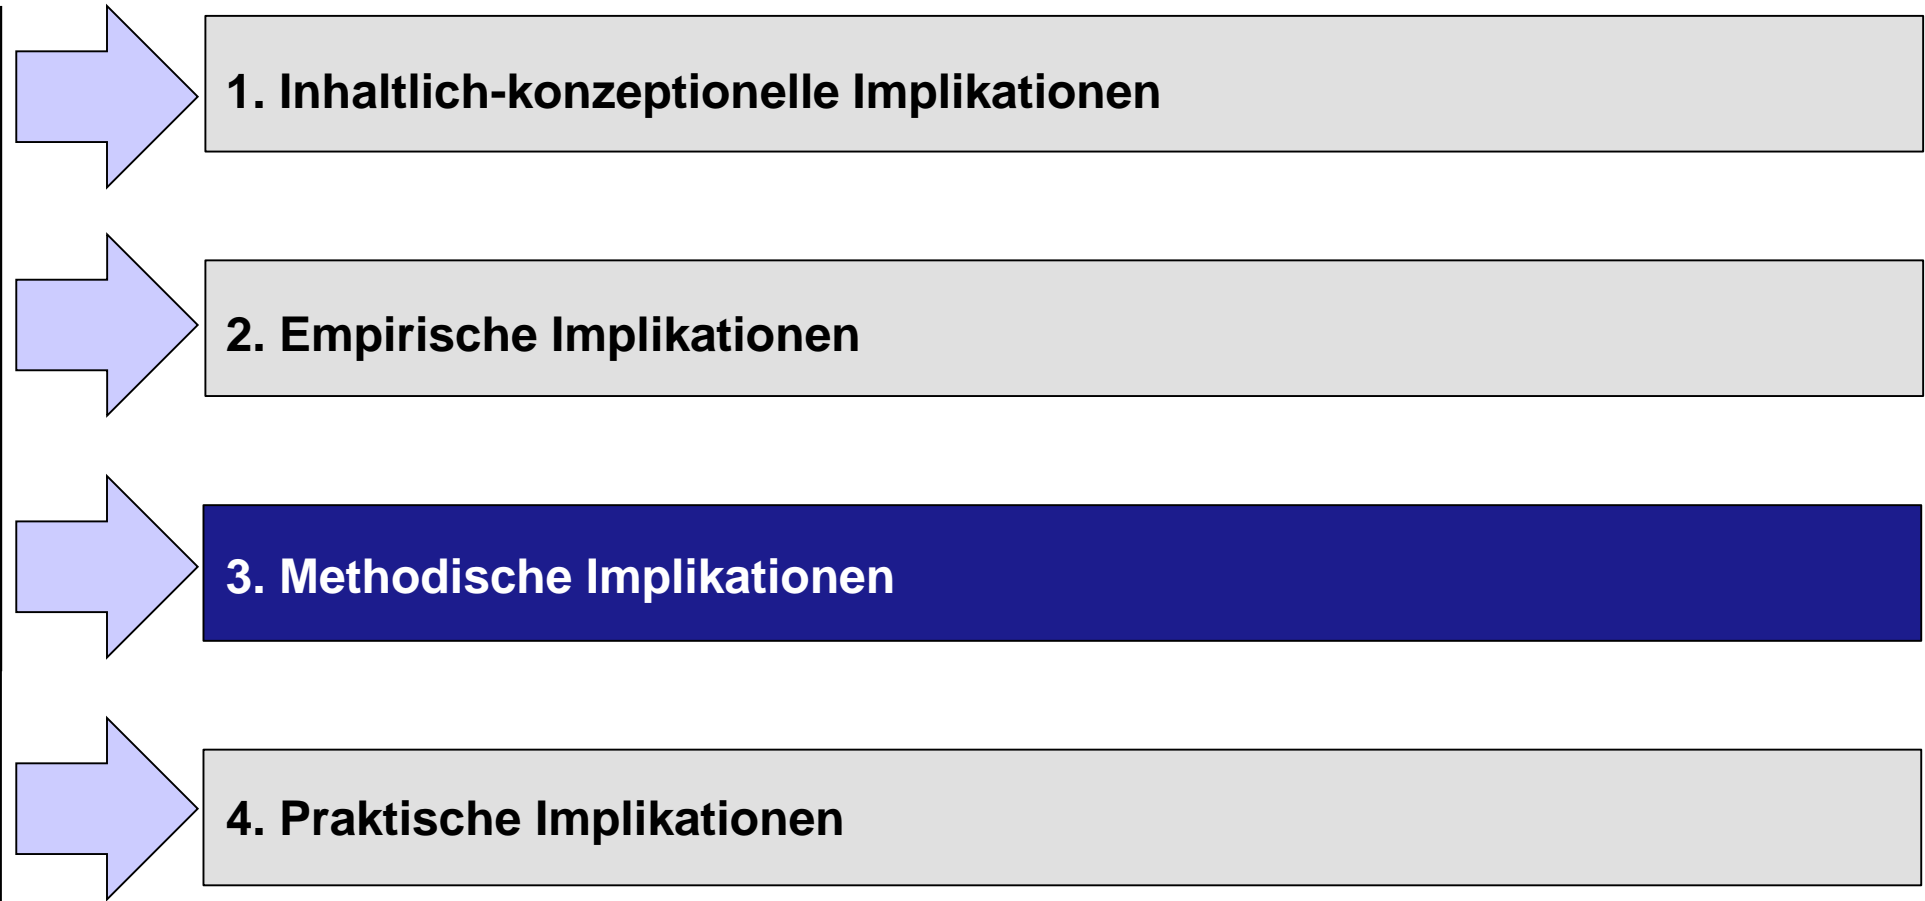 1. Inhaltlich-konzeptionelle Implikationen
2. Empirische Implikationen
3. Methodische Implikationen
4. Praktische Implikationen